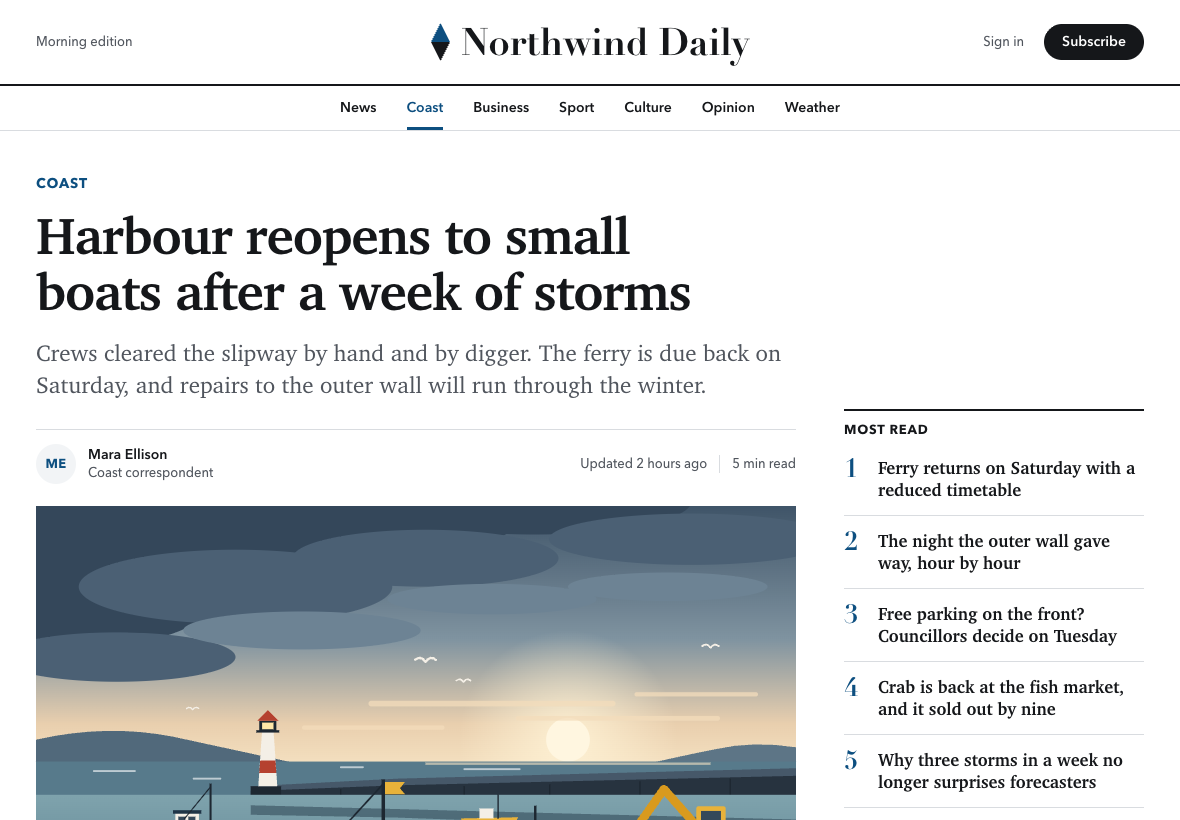 Morning edition
Northwind Daily
Sign in
Subscribe
News
Coast
Business
Sport
Culture
Opinion
Weather
COAST
Harbour reopens to small
boats after a week of storms
Crews cleared the slipway by hand and by digger. The ferry is due back on
Saturday, and repairs to the outer wall will run through the winter.
ME
Mara Ellison
Coast correspondent
Updated 2 hours ago
5 min read
MOST READ
1
Ferry returns on Saturday with a
reduced timetable
2
The night the outer wall gave
way, hour by hour
3
Free parking on the front?
Councillors decide on Tuesday
4
Crab is back at the fish market,
and it sold out by nine
5
Why three storms in a week no
longer surprises forecasters